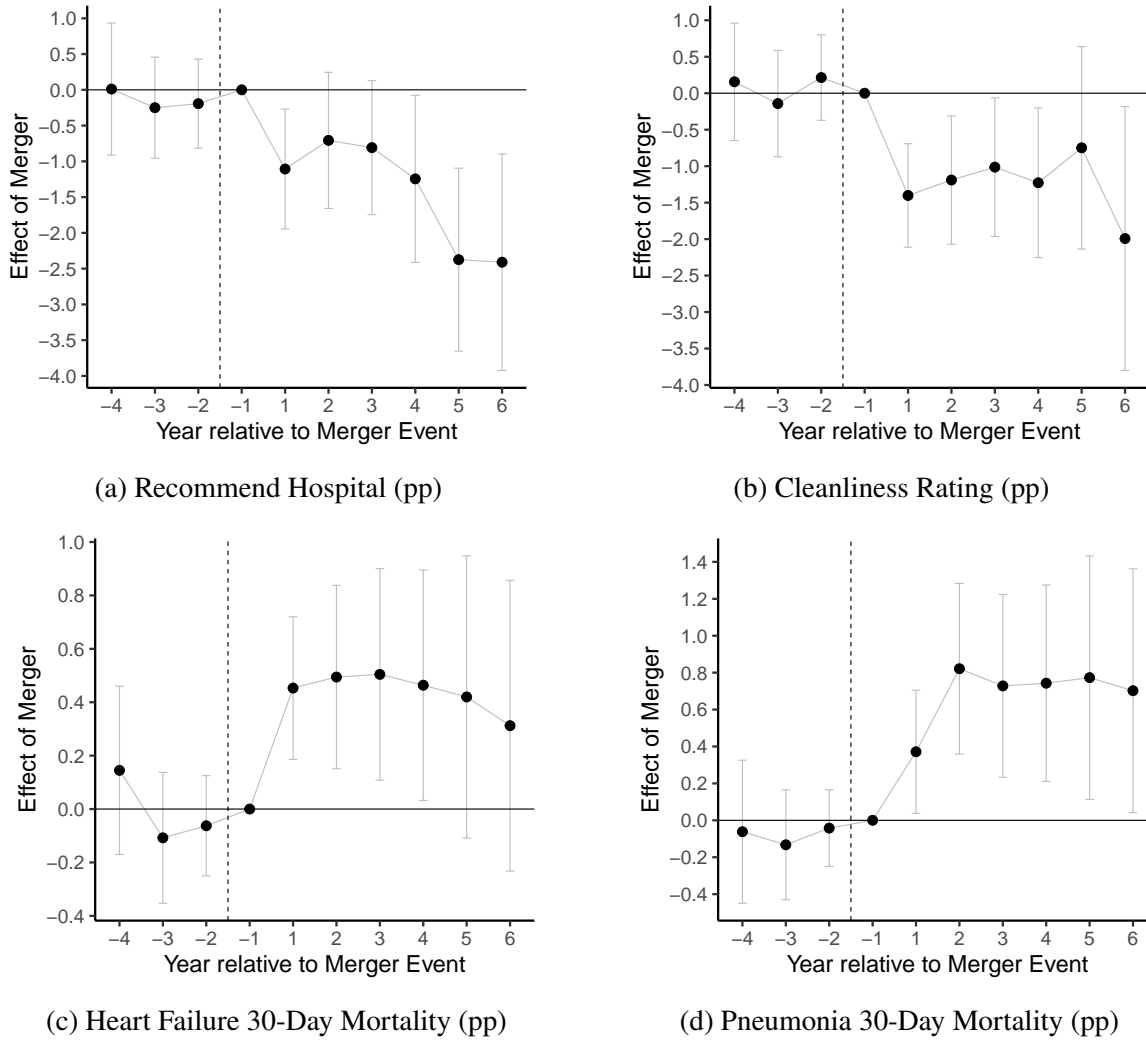 1.0
0.5
0.0
−0.5
−1.0
−1.5
−2.0
−2.5
−3.0
−3.5
−4.0
Effect of Merger
−4 −3 −2 −1 1 2 3 4 5 6
Year relative to Merger Event
(a) Recommend Hospital (pp)
1.0
0.5
0.0
−0.5
−1.0
−1.5
−2.0
−2.5
−3.0
−3.5
−4.0
Effect of Merger
−4 −3 −2 −1 1 2 3 4 5 6
Year relative to Merger Event
(b) Cleanliness Rating (pp)
1.0
0.8
0.6
0.4
0.2
0.0
−0.2
−0.4
Effect of Merger
−4 −3 −2 −1 1 2 3 4 5 6
Year relative to Merger Event
(c) Heart Failure 30-Day Mortality (pp)
1.4
1.2
1.0
0.8
0.6
0.4
0.2
0.0
−0.2
−0.4
Effect of Merger
−4 −3 −2 −1 1 2 3 4 5 6
Year relative to Merger Event
(d) Pneumonia 30-Day Mortality (pp)